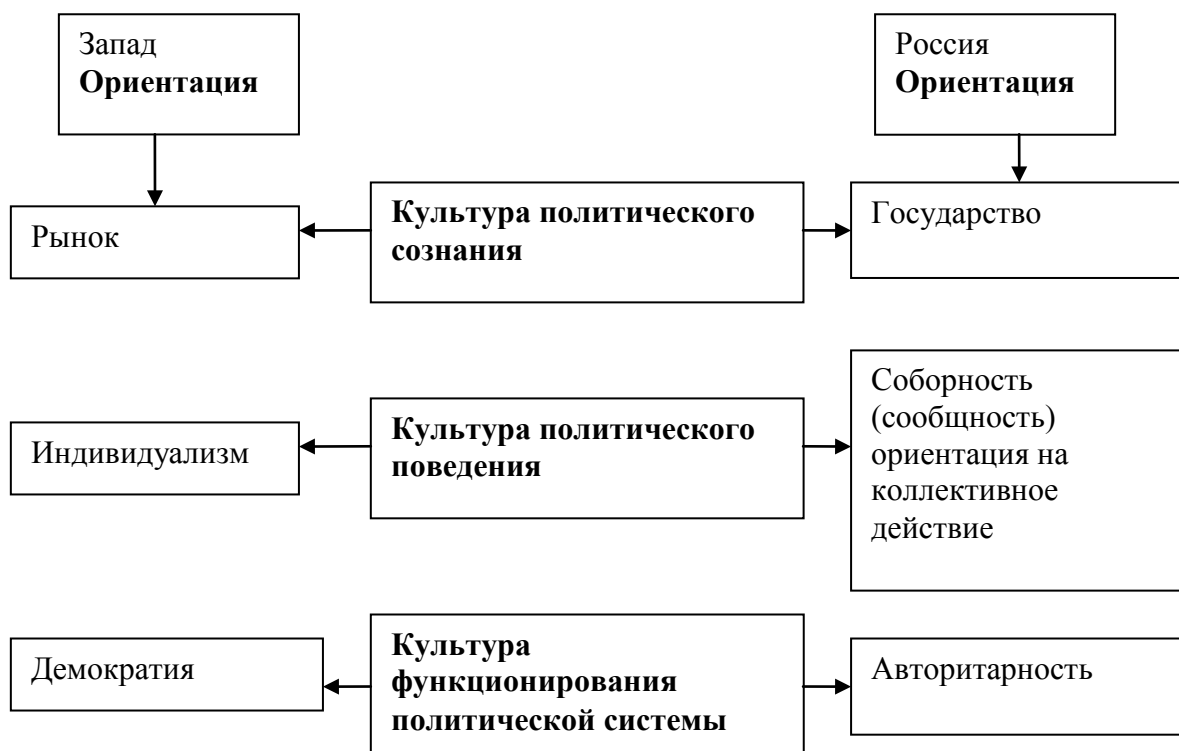 Запад
Ориентация
Россия
Ориентация
Рынок
Культура политического
сознания
Государство
Индивидуализм
Культура политического
поведения
Соборность
(сообщность)
ориентация на
коллективное
действие
Демократия
Культура
функционирования
политической системы
Авторитарность